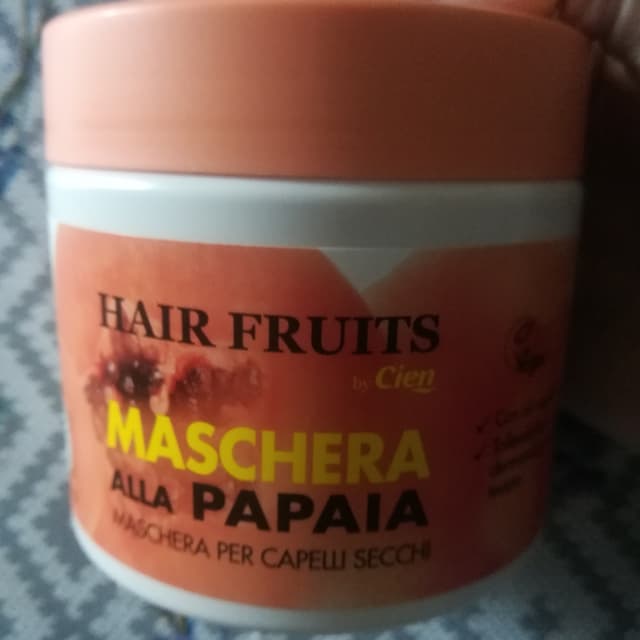 HAIR FRUITS
by Cien
MASCHERA
ALLA PAPAIA
MASCHERA PER CAPELLI SECCHI